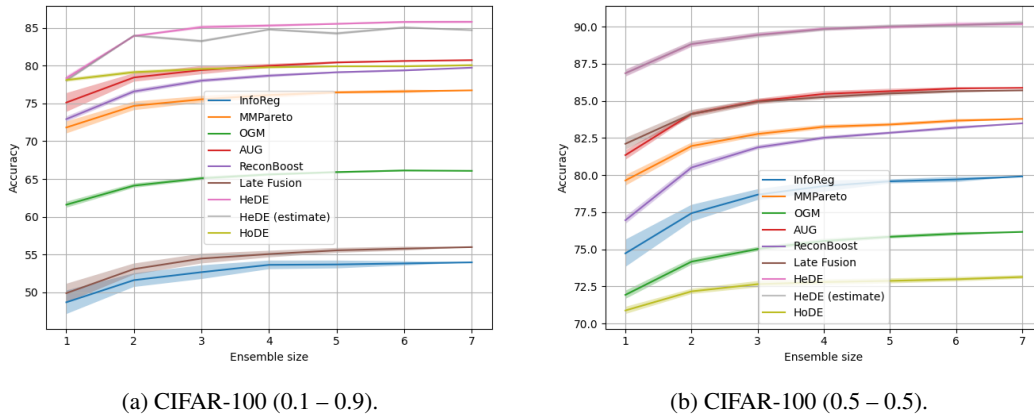 85
80
75
70
65
60
55
50
Accuracy
InfoReg
MMPareto
OGM
AUG
ReconBoost
Late Fusion
HeDE
HeDE (estimate)
HoDE
1 2 3 4 5 6 7
Ensemble size
(a) CIFAR-100 (0.1 – 0.9).
90.0
87.5
85.0
82.5
80.0
77.5
75.0
72.5
70.0
Accuracy
InfoReg
MMPareto
OGM
AUG
ReconBoost
Late Fusion
HeDE
HeDE (estimate)
HoDE
1 2 3 4 5 6 7
Ensemble size
(b) CIFAR-100 (0.5 – 0.5).